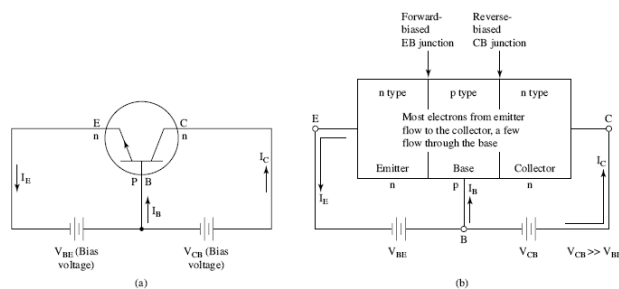 E
C
n
n
P B
I_E
I_B
I_C
V_BE (Bias
voltage)
V_CB (Bias
voltage)
(a)
Forward-
biased
EB junction
Reverse-
biased
CB junction
n type
p type
n type
Most electrons from emitter
flow to the collector, a few
flow through the base
Emitter
Base
Collector
n
p
n
E
C
I_E
I_B
I_C
B
V_BE
V_CB
V_CB >> V_BE
(b)